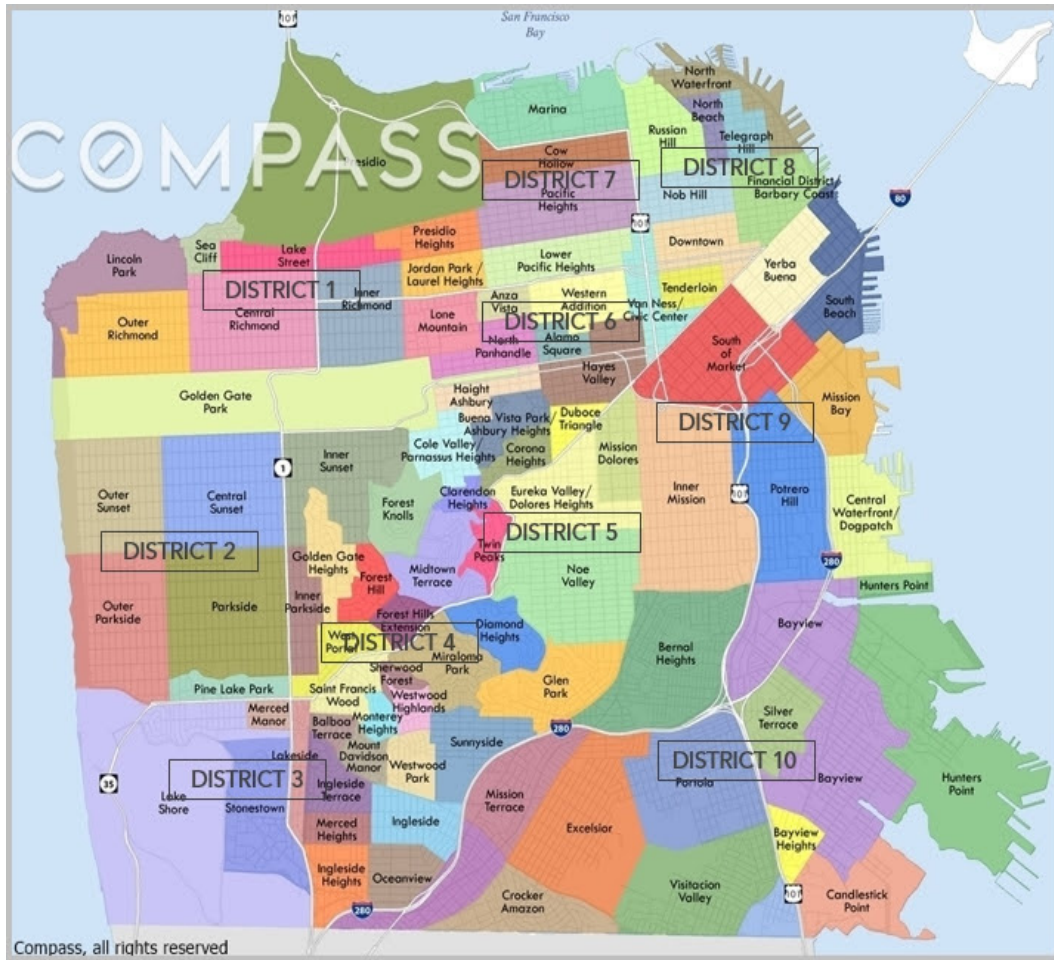 San Francisco
Bay
101
North
Waterfront
Marina
North
Beach
Russian
Hill
Telegraph
Hill
COMPASS
Presidio
Cow
Hollow
DISTRICT 7
DISTRICT 8
Pacific
Heights
Nob Hill
Financial District /
Barbary Coast
80
101
Presidio
Heights
Downtown
Sea
Cliff
Lake
Street
Lincoln
Park
Lower
Pacific Heights
Yerba
Buena
Jordan Park /
Laurel Heights
Tenderloin
DISTRICT 1
Inner
Richmond
Anza
Vista
Western
Addition
Van Ness/
Civic Center
South
Beach
Outer
Richmond
Central
Richmond
Lone
Mountain
DISTRICT 6
North
Panhandle
Alamo
Square
South
of
Market
Hayes
Valley
Golden Gate
Park
Haight
Ashbury
Mission
Bay
Buena Vista Park/
Ashbury Heights
Duboce
Triangle
DISTRICT 9
Cole Valley/
Parnassus Heights
Corona
Heights
Mission
Dolores
Inner
Sunset
1
Outer
Sunset
Central
Sunset
Forest
Knolls
Clarendon
Heights
Eureka Valley/
Dolores Heights
Inner
Mission
101
Potrero
Hill
Central
Waterfront/
Dogpatch
DISTRICT 2
DISTRICT 5
Twin
Peaks
Golden Gate
Heights
Midtown
Terrace
Noe
Valley
280
Forest
Hill
Hunters Point
Outer
Parkside
Parkside
Inner
Parkside
Forest Hills
Extension
Diamond
Heights
Bayview
West
Portal
DISTRICT 4
Miraloma
Park
Bernal
Heights
Sherwood
Forest
Pine Lake Park
Saint Francis
Wood
Westwood
Highlands
Glen
Park
Merced
Manor
Balboa
Terrace
Monterey
Heights
Silver
Terrace
280
Sunnyside
Lakeside
Mount
Davidson
Manor
Westwood
Park
DISTRICT 3
DISTRICT 10
35
Lake
Shore
Stonestown
Ingleside
Terrace
Portola
Bayview
Hunters
Point
Mission
Terrace
Merced
Heights
Ingleside
Excelsior
Bayview
Heights
Ingleside
Heights
Oceanview
280
Crocker
Amazon
Visitacion
Valley
101
Candlestick
Point
Compass, all rights reserved